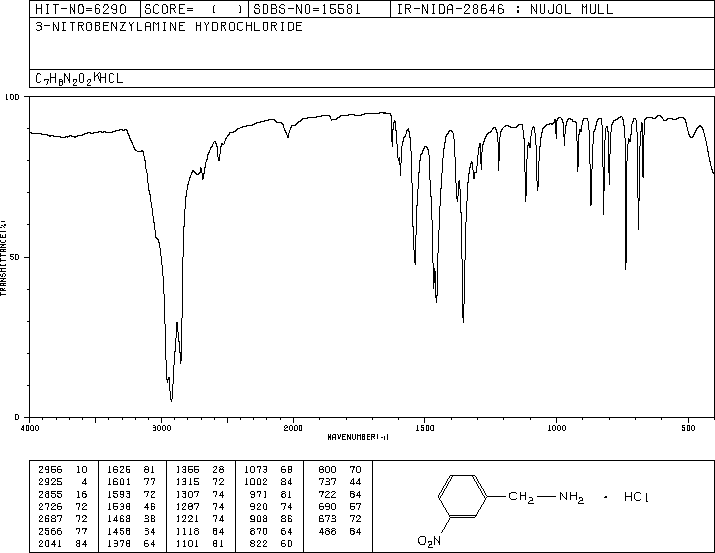 HIT-NO=6290 SCORE= ( ) SDBS-NO=15581 IR-NIDA-28646 : NUJOL MULL
3-NITROBENZYLAMINE HYDROCHLORIDE
C7H8N2O2*HCL
100
50
0
TRANSMITTANCE(%)
4000 3000 2000 1500 1000 500
WAVENUMBER(-1)
2956 10 1626 81 1355 28 1073 68 800 70
2925 4 1601 77 1315 72 1002 84 737 44
2855 16 1593 72 1307 74 971 81 722 84
2726 72 1538 46 1287 74 920 74 690 57
2687 72 1468 38 1221 74 908 86 673 72
2566 77 1458 34 1118 64 870 64 488 84
2041 84 1378 64 1101 81 822 60
CH2 NH2 · HCl
O2N